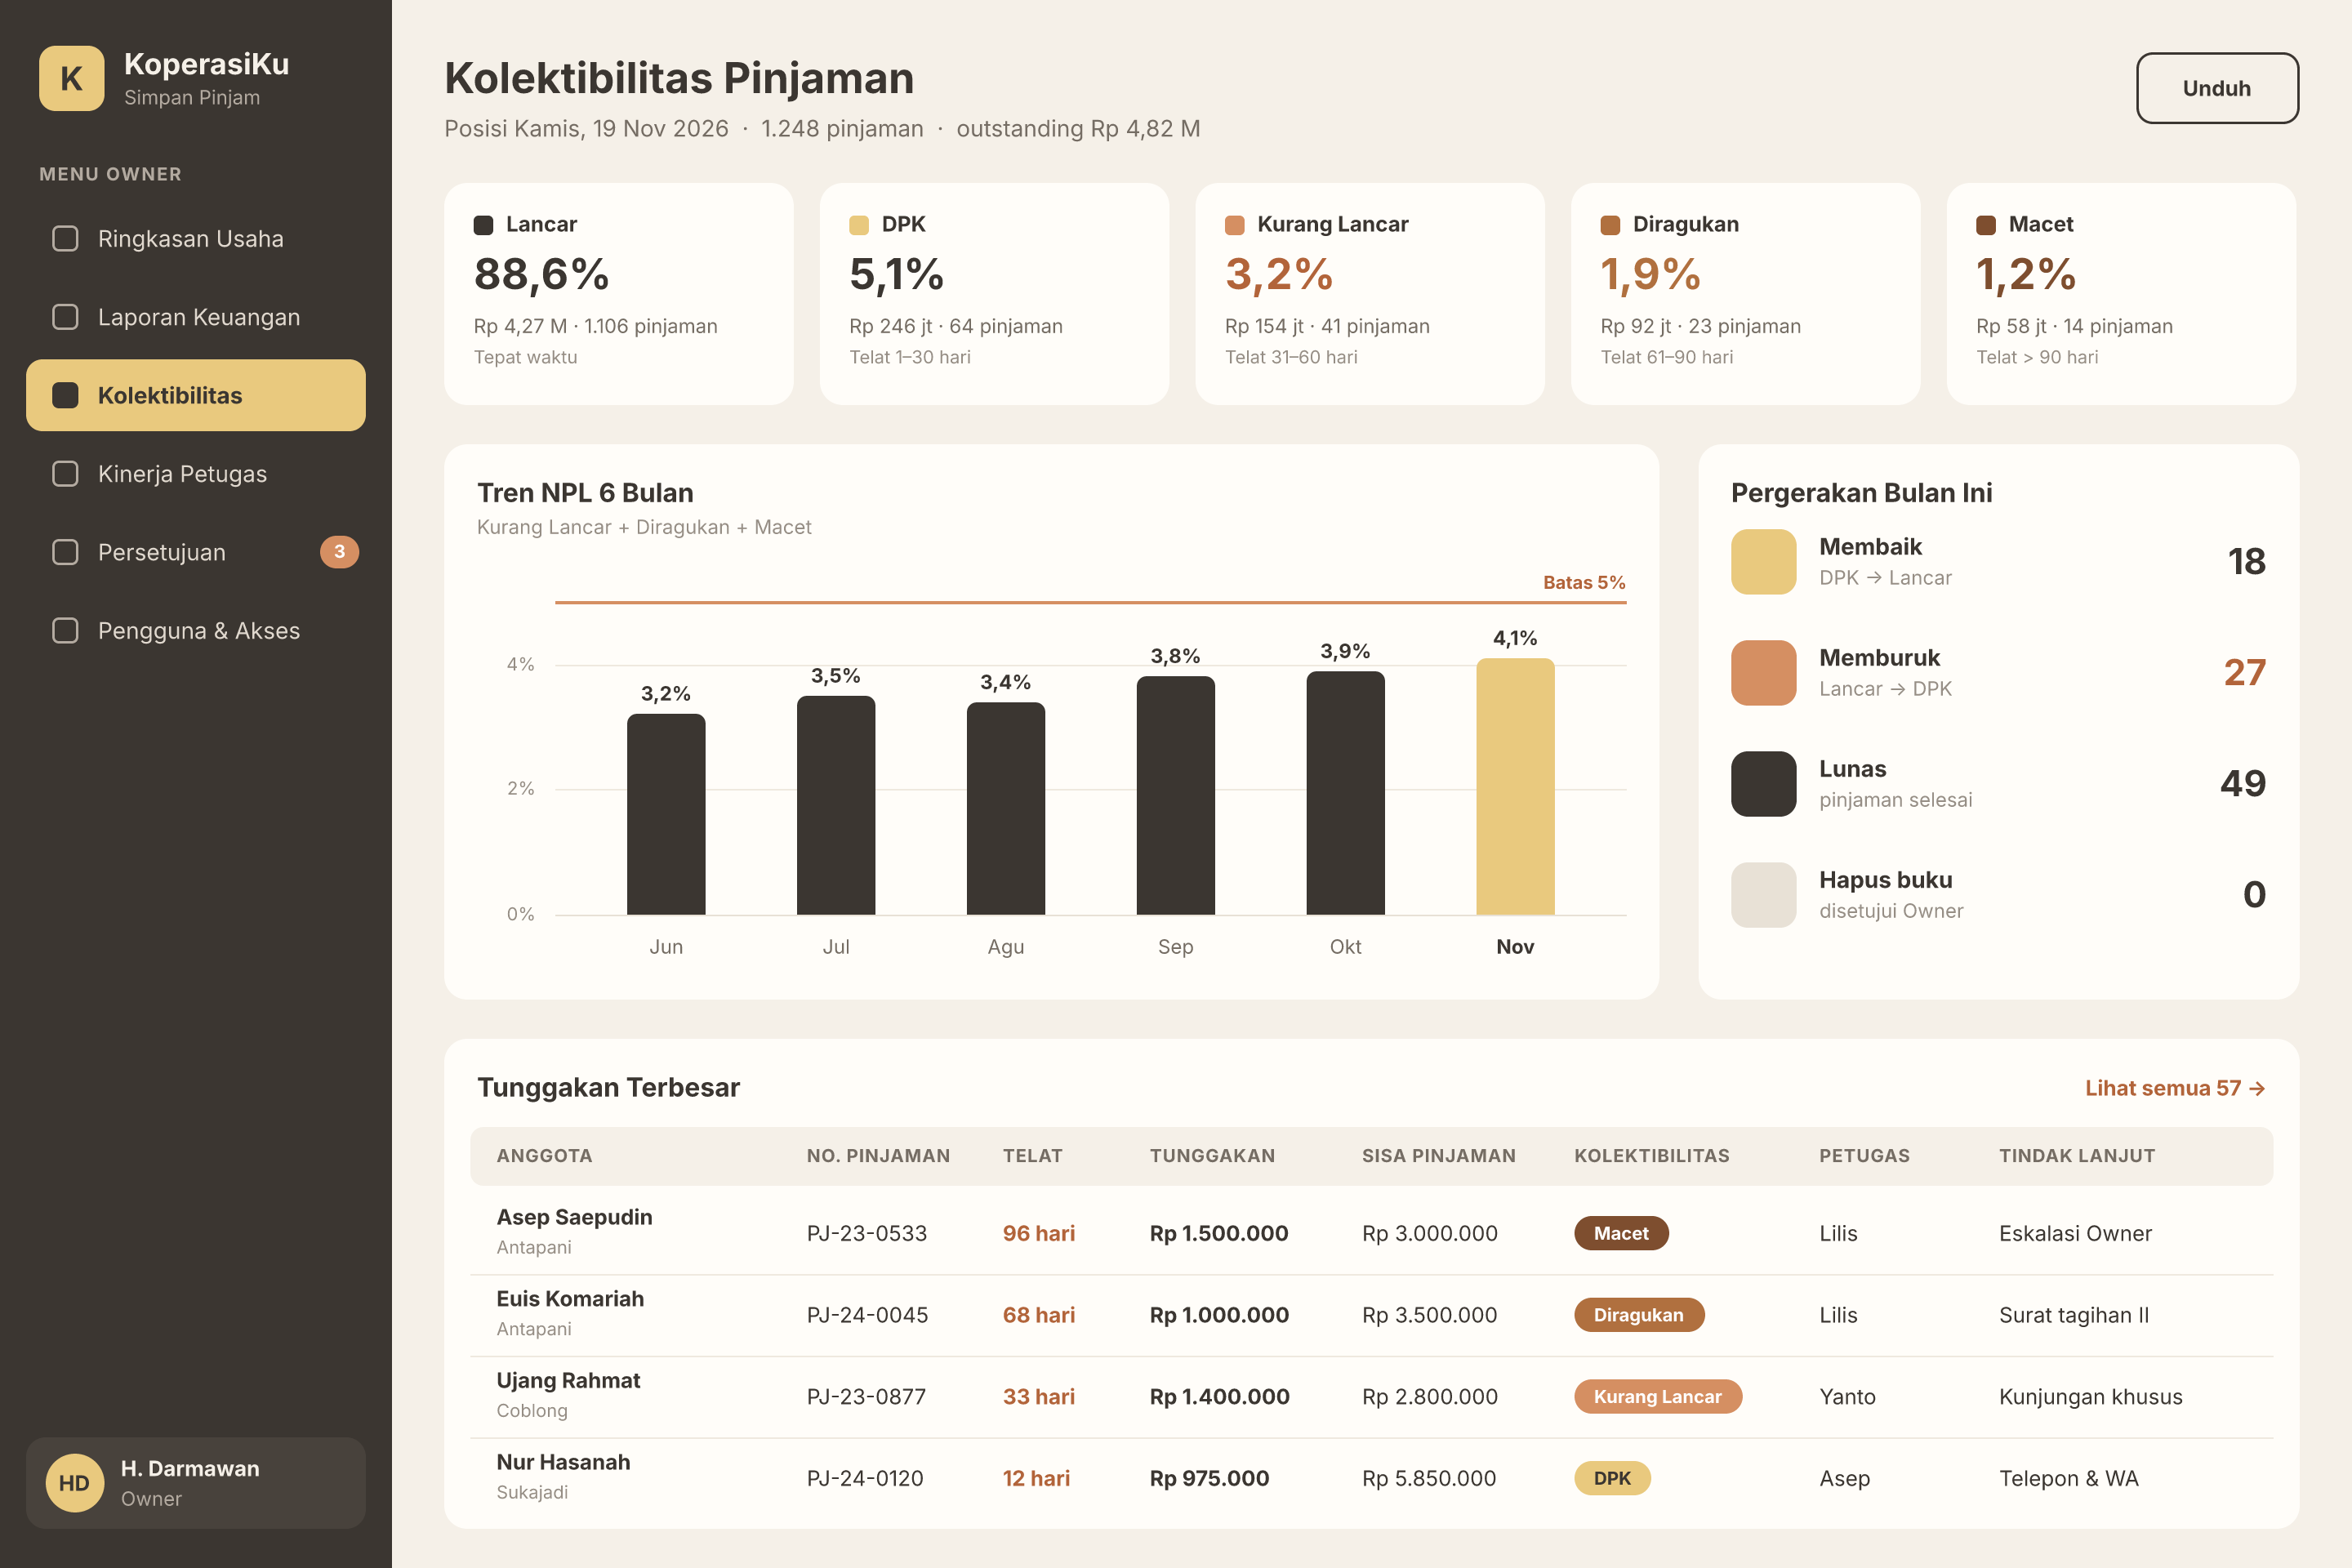 K
KoperasiKu
Simpan Pinjam
MENU OWNER
Ringkasan Usaha
Laporan Keuangan
Kolektibilitas
Kinerja Petugas
Persetujuan 3
Pengguna & Akses
HD
H. Darmawan
Owner
Kolektibilitas Pinjaman
Posisi Kamis, 19 Nov 2026 · 1.248 pinjaman · outstanding Rp 4,82 M
Unduh
Lancar
88,6%
Rp 4,27 M · 1.106 pinjaman
Tepat waktu
DPK
5,1%
Rp 246 jt · 64 pinjaman
Telat 1–30 hari
Kurang Lancar
3,2%
Rp 154 jt · 41 pinjaman
Telat 31–60 hari
Diragukan
1,9%
Rp 92 jt · 23 pinjaman
Telat 61–90 hari
Macet
1,2%
Rp 58 jt · 14 pinjaman
Telat > 90 hari
Tren NPL 6 Bulan
Kurang Lancar + Diragukan + Macet
Batas 5%
4%
2%
0%
3,2%
3,5%
3,4%
3,8%
3,9%
4,1%
Jun Jul Agu Sep Okt Nov
Pergerakan Bulan Ini
Membaik
DPK → Lancar
18
Memburuk
Lancar → DPK
27
Lunas
pinjaman selesai
49
Hapus buku
disetujui Owner
0
Tunggakan Terbesar
Lihat semua 57 →
ANGGOTA NO. PINJAMAN TELAT TUNGGAKAN SISA PINJAMAN KOLEKTIBILITAS PETUGAS TINDAK LANJUT
Asep Saepudin
Antapani
PJ-23-0533 96 hari Rp 1.500.000 Rp 3.000.000 Macet Lilis Eskalasi Owner
Euis Komariah
Antapani
PJ-24-0045 68 hari Rp 1.000.000 Rp 3.500.000 Diragukan Lilis Surat tagihan II
Ujang Rahmat
Coblong
PJ-23-0877 33 hari Rp 1.400.000 Rp 2.800.000 Kurang Lancar Yanto Kunjungan khusus
Nur Hasanah
Sukajadi
PJ-24-0120 12 hari Rp 975.000 Rp 5.850.000 DPK Asep Telepon & WA